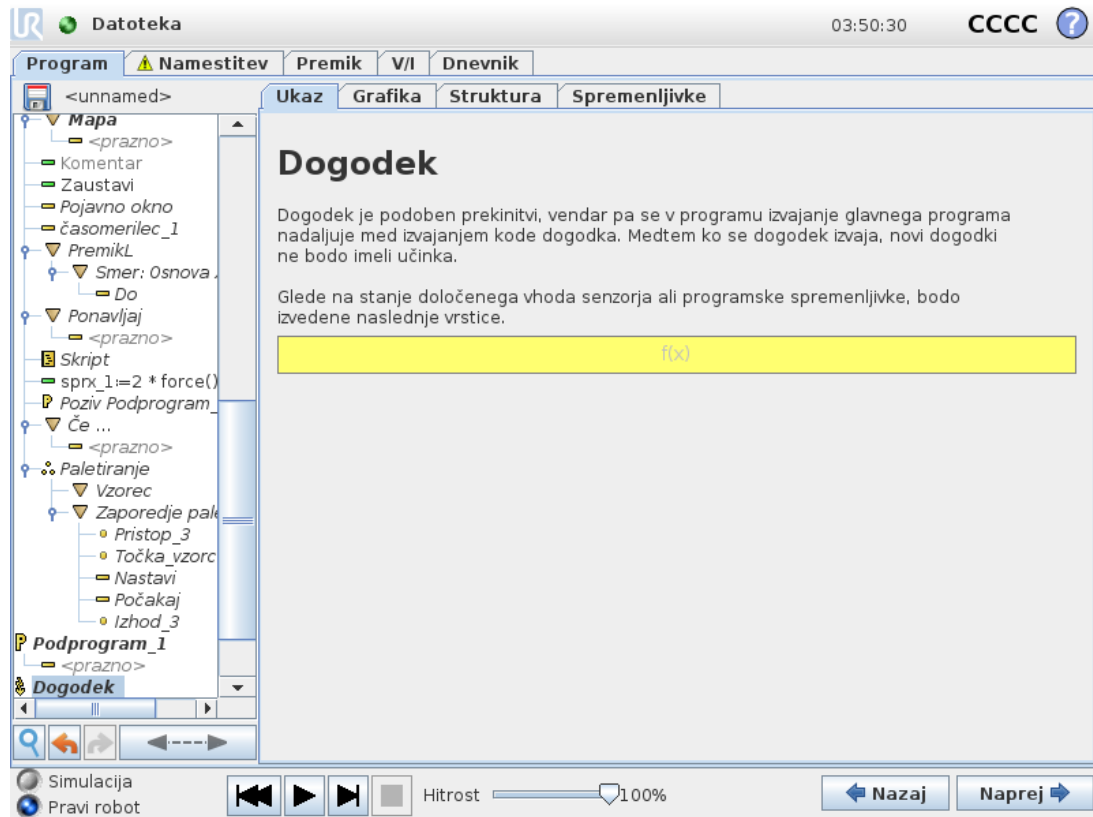 UR
Datoteka
03:50:30
CCCC
?
Program
Namestitev
Premik
V/I
Dnevnik
<unnamed>
Ukaz
Grafika
Struktura
Spremenljivke
Mapa
<prazno>
Komentar
Zaustavi
Pojavno okno
časomerilec_1
PremikL
Smer: Osnova
Do
Ponavljaj
<prazno>
Skript
sprx_1:=2 * force()
Poziv Podprogram_
Če ...
<prazno>
Paletiranje
Vzorec
Zaporedje pale
Pristop_3
Točka_vzorc
Nastavi
Počakaj
Izhod_3
Podprogram_1
<prazno>
Dogodek
Dogodek
Dogodek je podoben prekinitvi, vendar pa se v programu izvajanje glavnega programa
nadaljuje med izvajanjem kode dogodka. Medtem ko se dogodek izvaja, novi dogodki
ne bodo imeli učinka.
Glede na stanje določenega vhoda senzorja ali programske spremenljivke, bodo
izvedene naslednje vrstice.
f(x)
Simulacija
Pravi robot
Hitrost
100%
Nazaj
Naprej